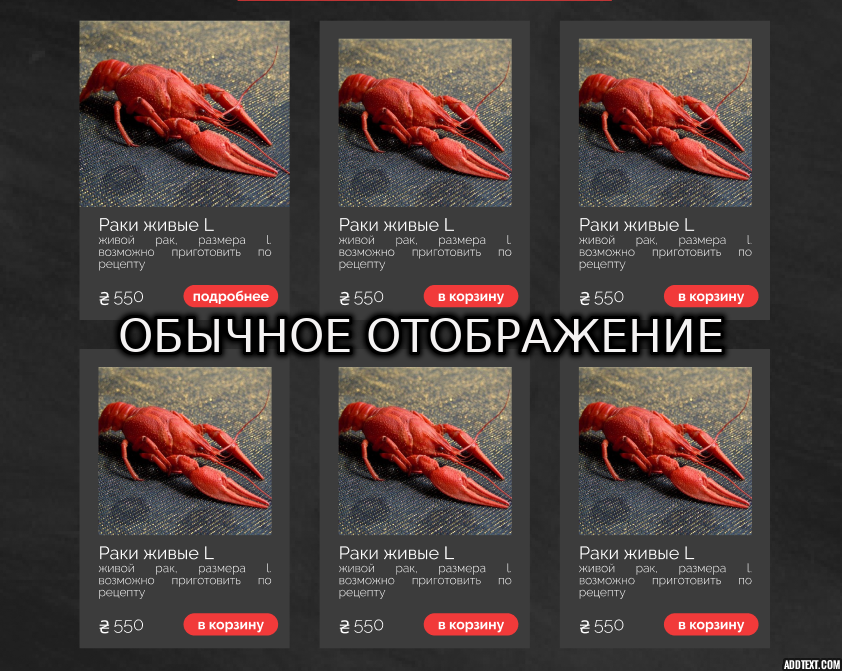 Раки живые L
живой рак, размера l.
возможно приготовить по
рецепту
₴ 550
подробнее
Раки живые L
живой рак, размера l.
возможно приготовить по
рецепту
₴ 550
в корзину
Раки живые L
живой рак, размера l.
возможно приготовить по
рецепту
₴ 550
в корзину
ОБЫЧНОЕ ОТОБРАЖЕНИЕ
Раки живые L
живой рак, размера l.
возможно приготовить по
рецепту
₴ 550
в корзину
Раки живые L
живой рак, размера l.
возможно приготовить по
рецепту
₴ 550
в корзину
Раки живые L
живой рак, размера l.
возможно приготовить по
рецепту
₴ 550
в корзину
ADDTEXT.COM